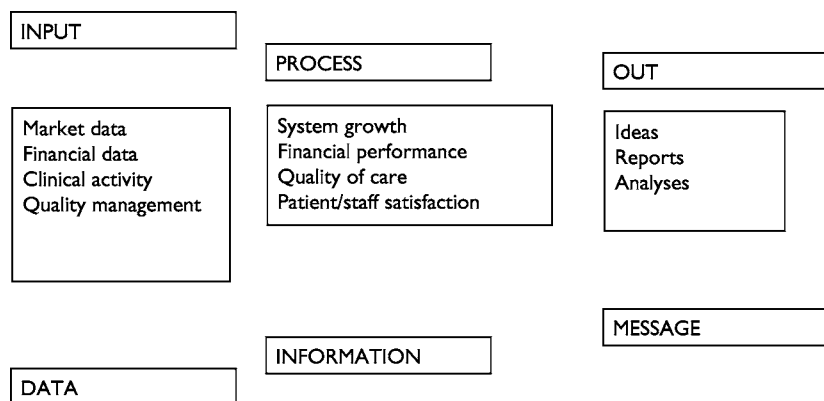 INPUT
PROCESS
OUT
Market data
Financial data
Clinical activity
Quality management
System growth
Financial performance
Quality of care
Patient/staff satisfaction
Ideas
Reports
Analyses
MESSAGE
INFORMATION
DATA